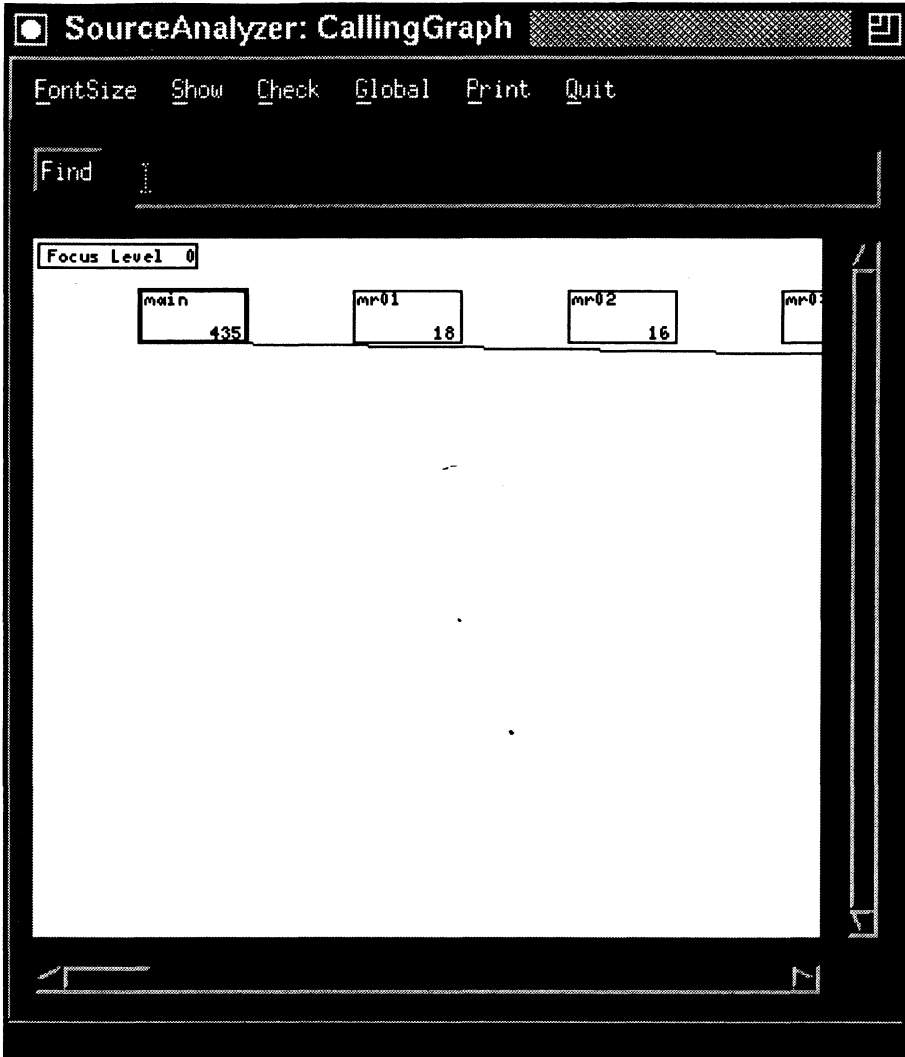 SourceAnalyzer: CallingGraph
FontSize Show Check Global Print Quit
Find
Focus Level 0
main mr01 mr02
435 18 16